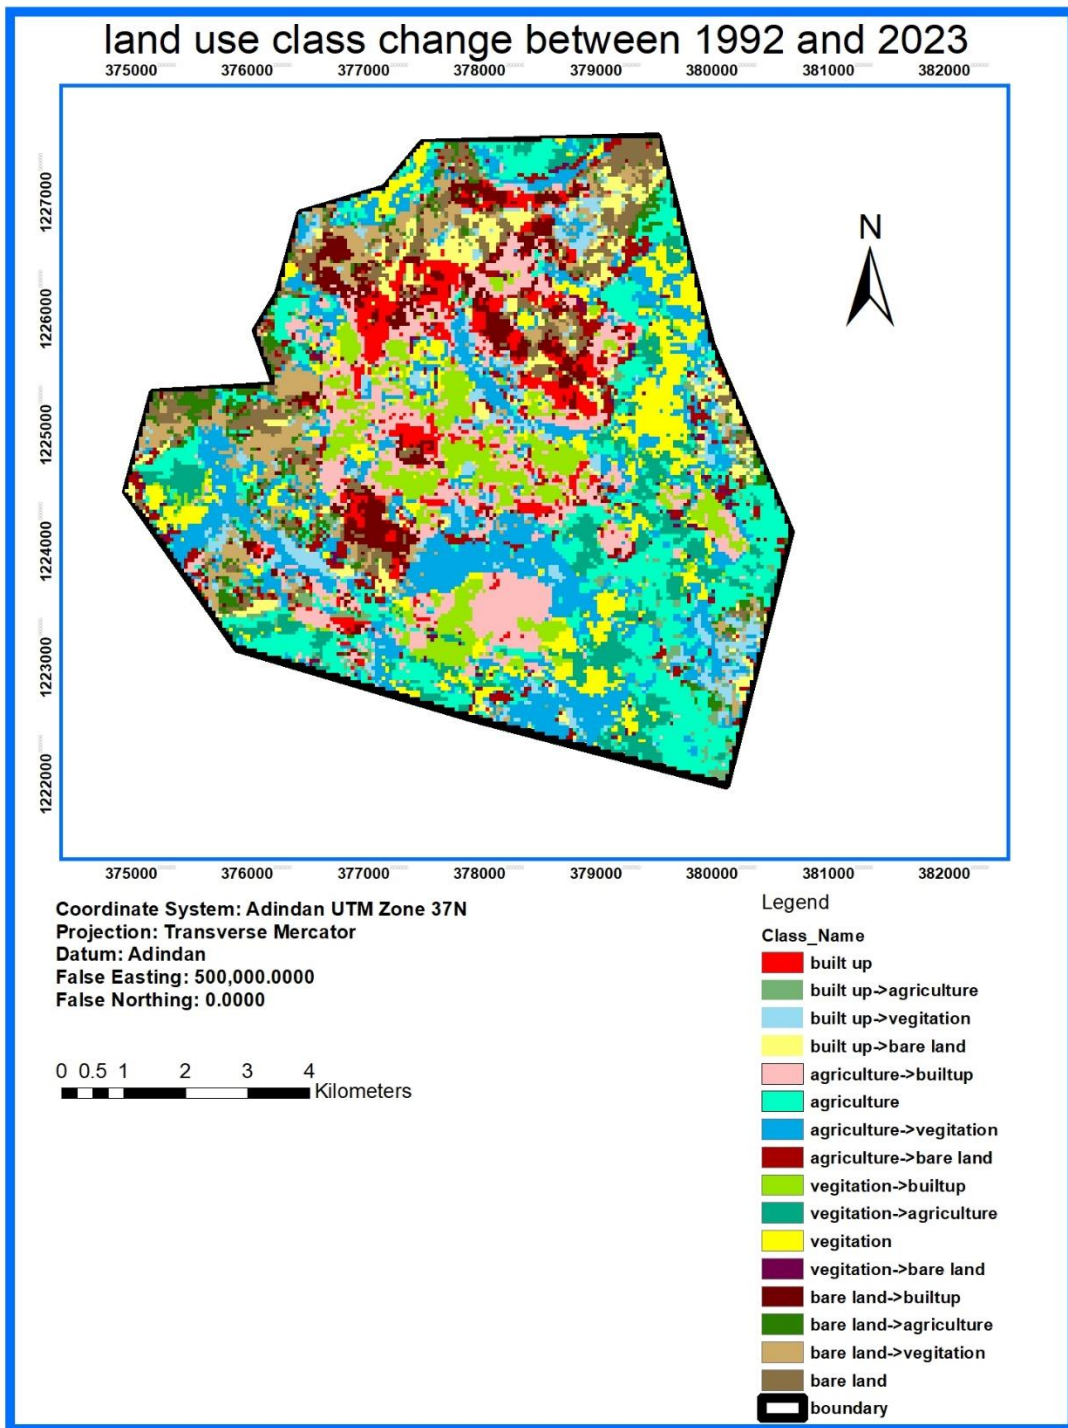 land use class change between 1992 and 2023
375000 376000 377000 378000 379000 380000 381000 382000
1227000
1226000
1225000
1224000
1223000
1222000
N
375000 376000 377000 378000 379000 380000 381000 382000
Coordinate System: Adindan UTM Zone 37N
Projection: Transverse Mercator
Datum: Adindan
False Easting: 500,000.0000
False Northing: 0.0000
0 0.5 1 2 3 4
Kilometers
Legend
Class_Name
built up
built up->agriculture
built up->vegitation
built up->bare land
agriculture->builtup
agriculture
agriculture->vegitation
agriculture->bare land
vegitation->builtup
vegitation->agriculture
vegitation
vegitation->bare land
bare land->builtup
bare land->agriculture
bare land->vegitation
bare land
boundary